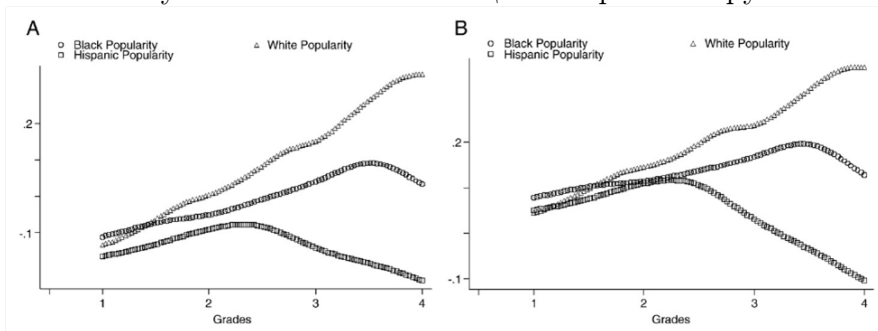 A
Black Popularity
Hispanic Popularity
White Popularity
.2
-.1
1
2
3
4
Grades
B
Black Popularity
Hispanic Popularity
White Popularity
.2
-.1
1
2
3
4
Grades